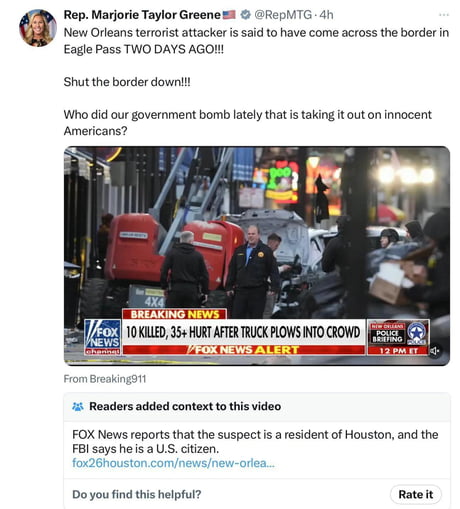 Rep. Marjorie Taylor Greene🇺🇸 @RepMTG · 4h
New Orleans terrorist attacker is said to have come across the border in
Eagle Pass TWO DAYS AGO!!!
Shut the border down!!!
Who did our government bomb lately that is taking it out on innocent
Americans?
4X4
BREAKING NEWS
FOX
NEWS
channel
10 KILLED, 35+ HURT AFTER TRUCK PLOWS INTO CROWD
FOX NEWS ALERT
NEW ORLEANS
POLICE
BRIEFING
12 PM ET
From Breaking911
Readers added context to this video
FOX News reports that the suspect is a resident of Houston, and the
FBI says he is a U.S. citizen.
fox26houston.com/news/new-orlea...
Do you find this helpful?
Rate it